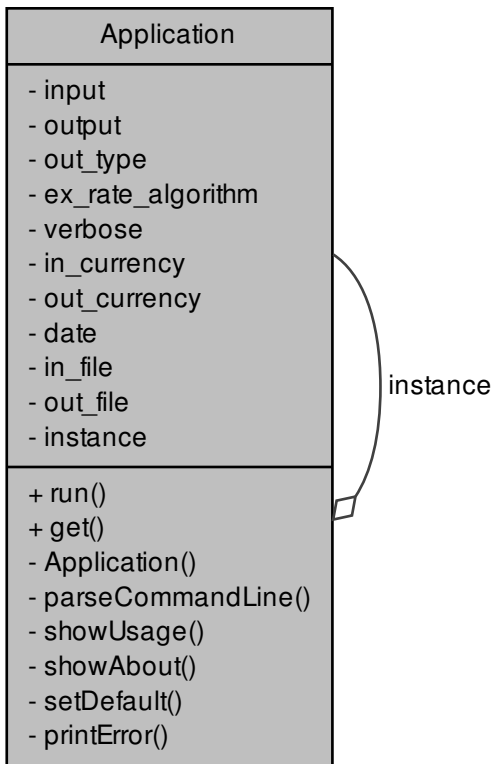 Application
- input
- output
- out_type
- ex_rate_algorithm
- verbose
- in_currency
- out_currency
- date
- in_file
- out_file
- instance
+ run()
+ get()
- Application()
- parseCommandLine()
- showUsage()
- showAbout()
- setDefault()
- printError()
instance